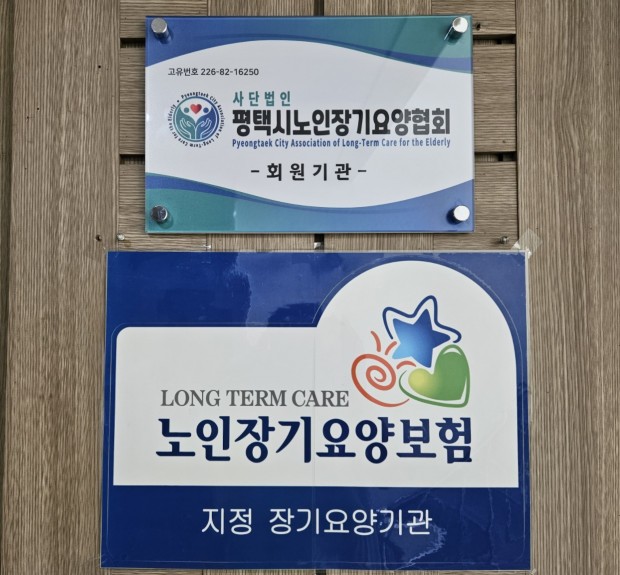 고유번호 226-82-16250
사단법인
평택시노인장기요양협회
Pyeongtaek City Association of Long-Term Care for the Elderly
- 회원기관 -
LONG TERM CARE
노인장기요양보험
지정 장기요양기관